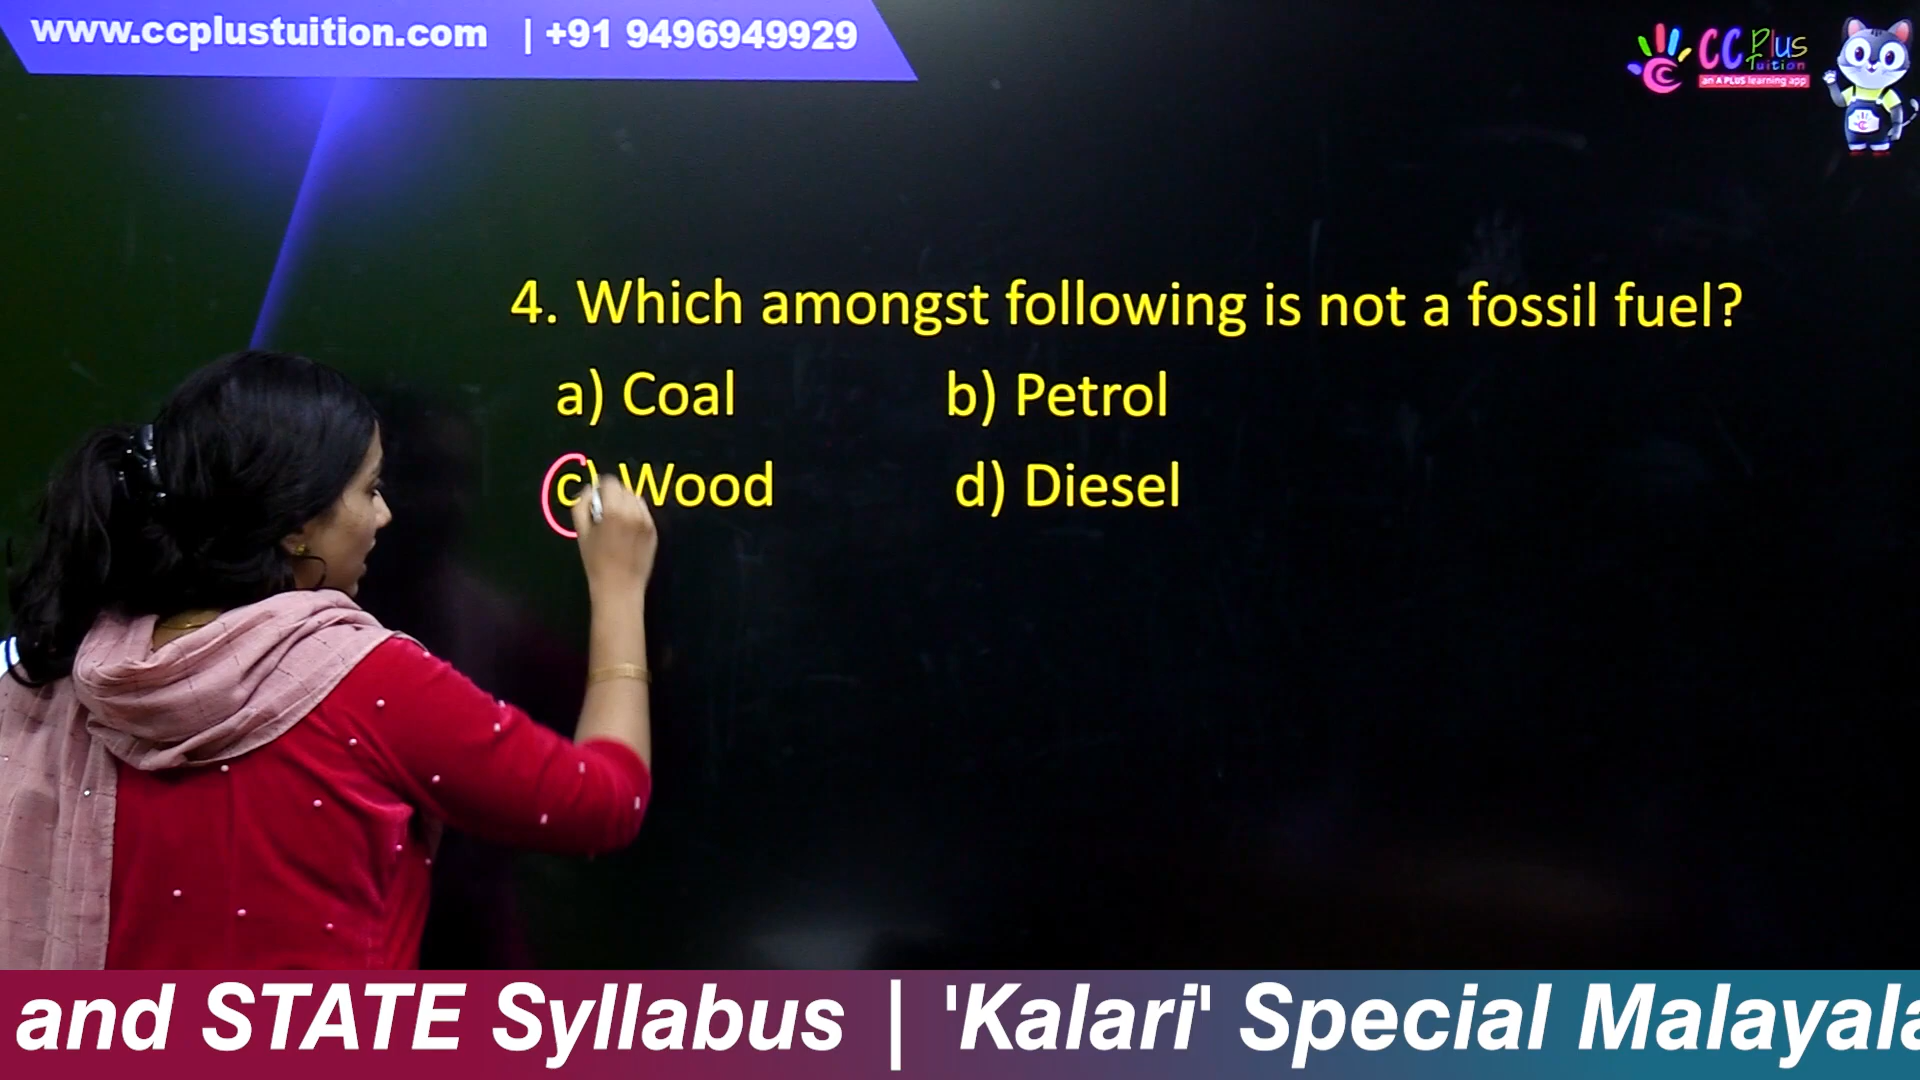 www.ccplustuition.com | +91 9496949929
CC Plus
Tuition
an A PLUS learning app
4. Which amongst following is not a fossil fuel?
a) Coal b) Petrol
c) Wood d) Diesel
and STATE Syllabus | 'Kalari' Special Malayala